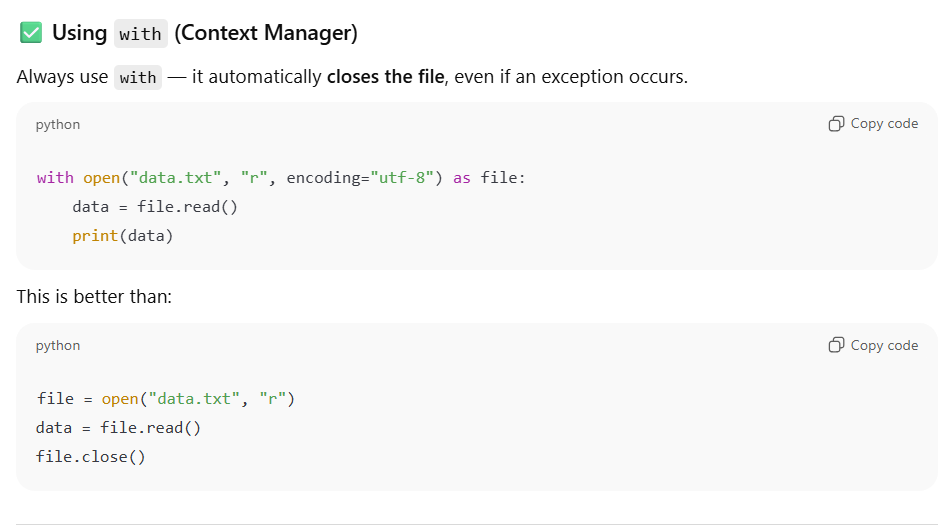 ✅ Using with (Context Manager)
Always use with — it automatically closes the file, even if an exception occurs.
python
Copy code
with open("data.txt", "r", encoding="utf-8") as file:
    data = file.read()
    print(data)
This is better than:
python
Copy code
file = open("data.txt", "r")
data = file.read()
file.close()